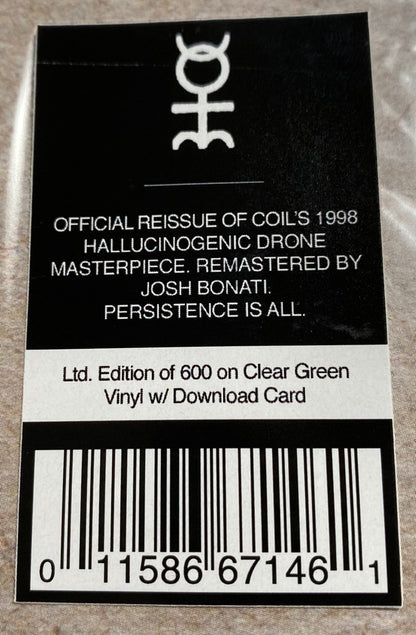 OFFICIAL REISSUE OF COIL'S 1998
HALLUCINOGENIC DRONE
MASTERPIECE. REMASTERED BY
JOSH BONATI.
PERSISTENCE IS ALL.
Ltd. Edition of 600 on Clear Green
Vinyl w/ Download Card
0 11586 67146 1